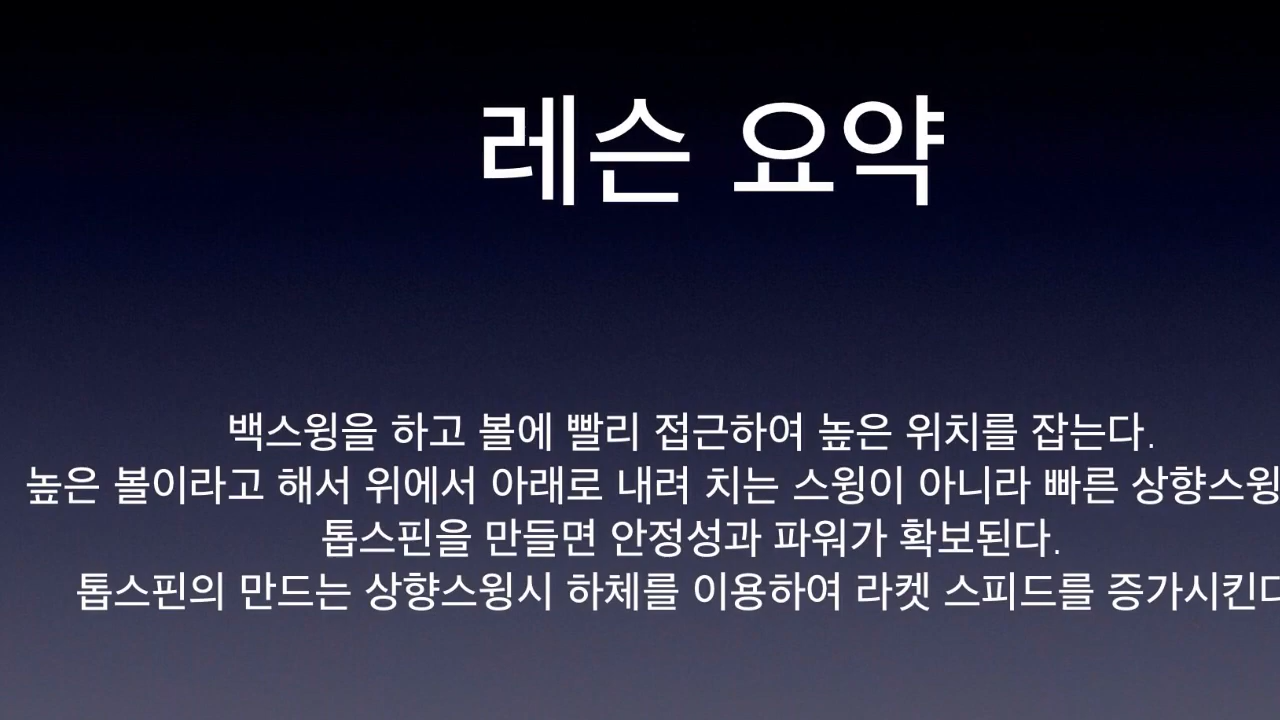 레슨 요약
백스윙을 하고 볼에 빨리 접근하여 높은 위치를 잡는다.
높은 볼이라고 해서 위에서 아래로 내려 치는 스윙이 아니라 빠른 상향스윙
톱스핀을 만들면 안정성과 파워가 확보된다.
톱스핀의 만드는 상향스윙시 하체를 이용하여 라켓 스피드를 증가시킨다